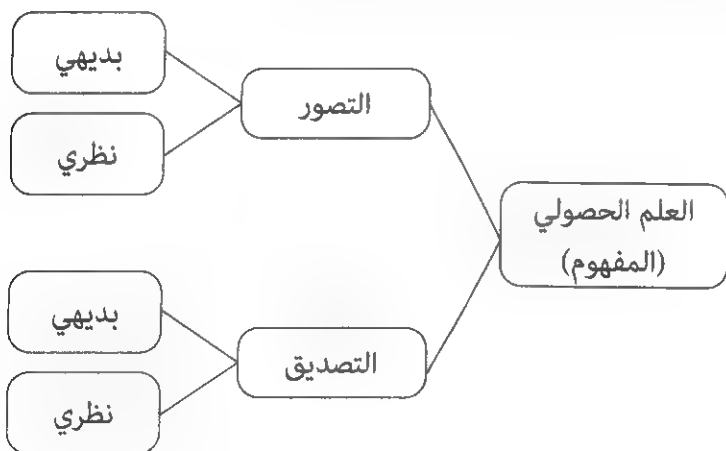 العلم الحصولي
(المفهوم)
التصور
بديهي
نظري
التصديق
بديهي
نظري